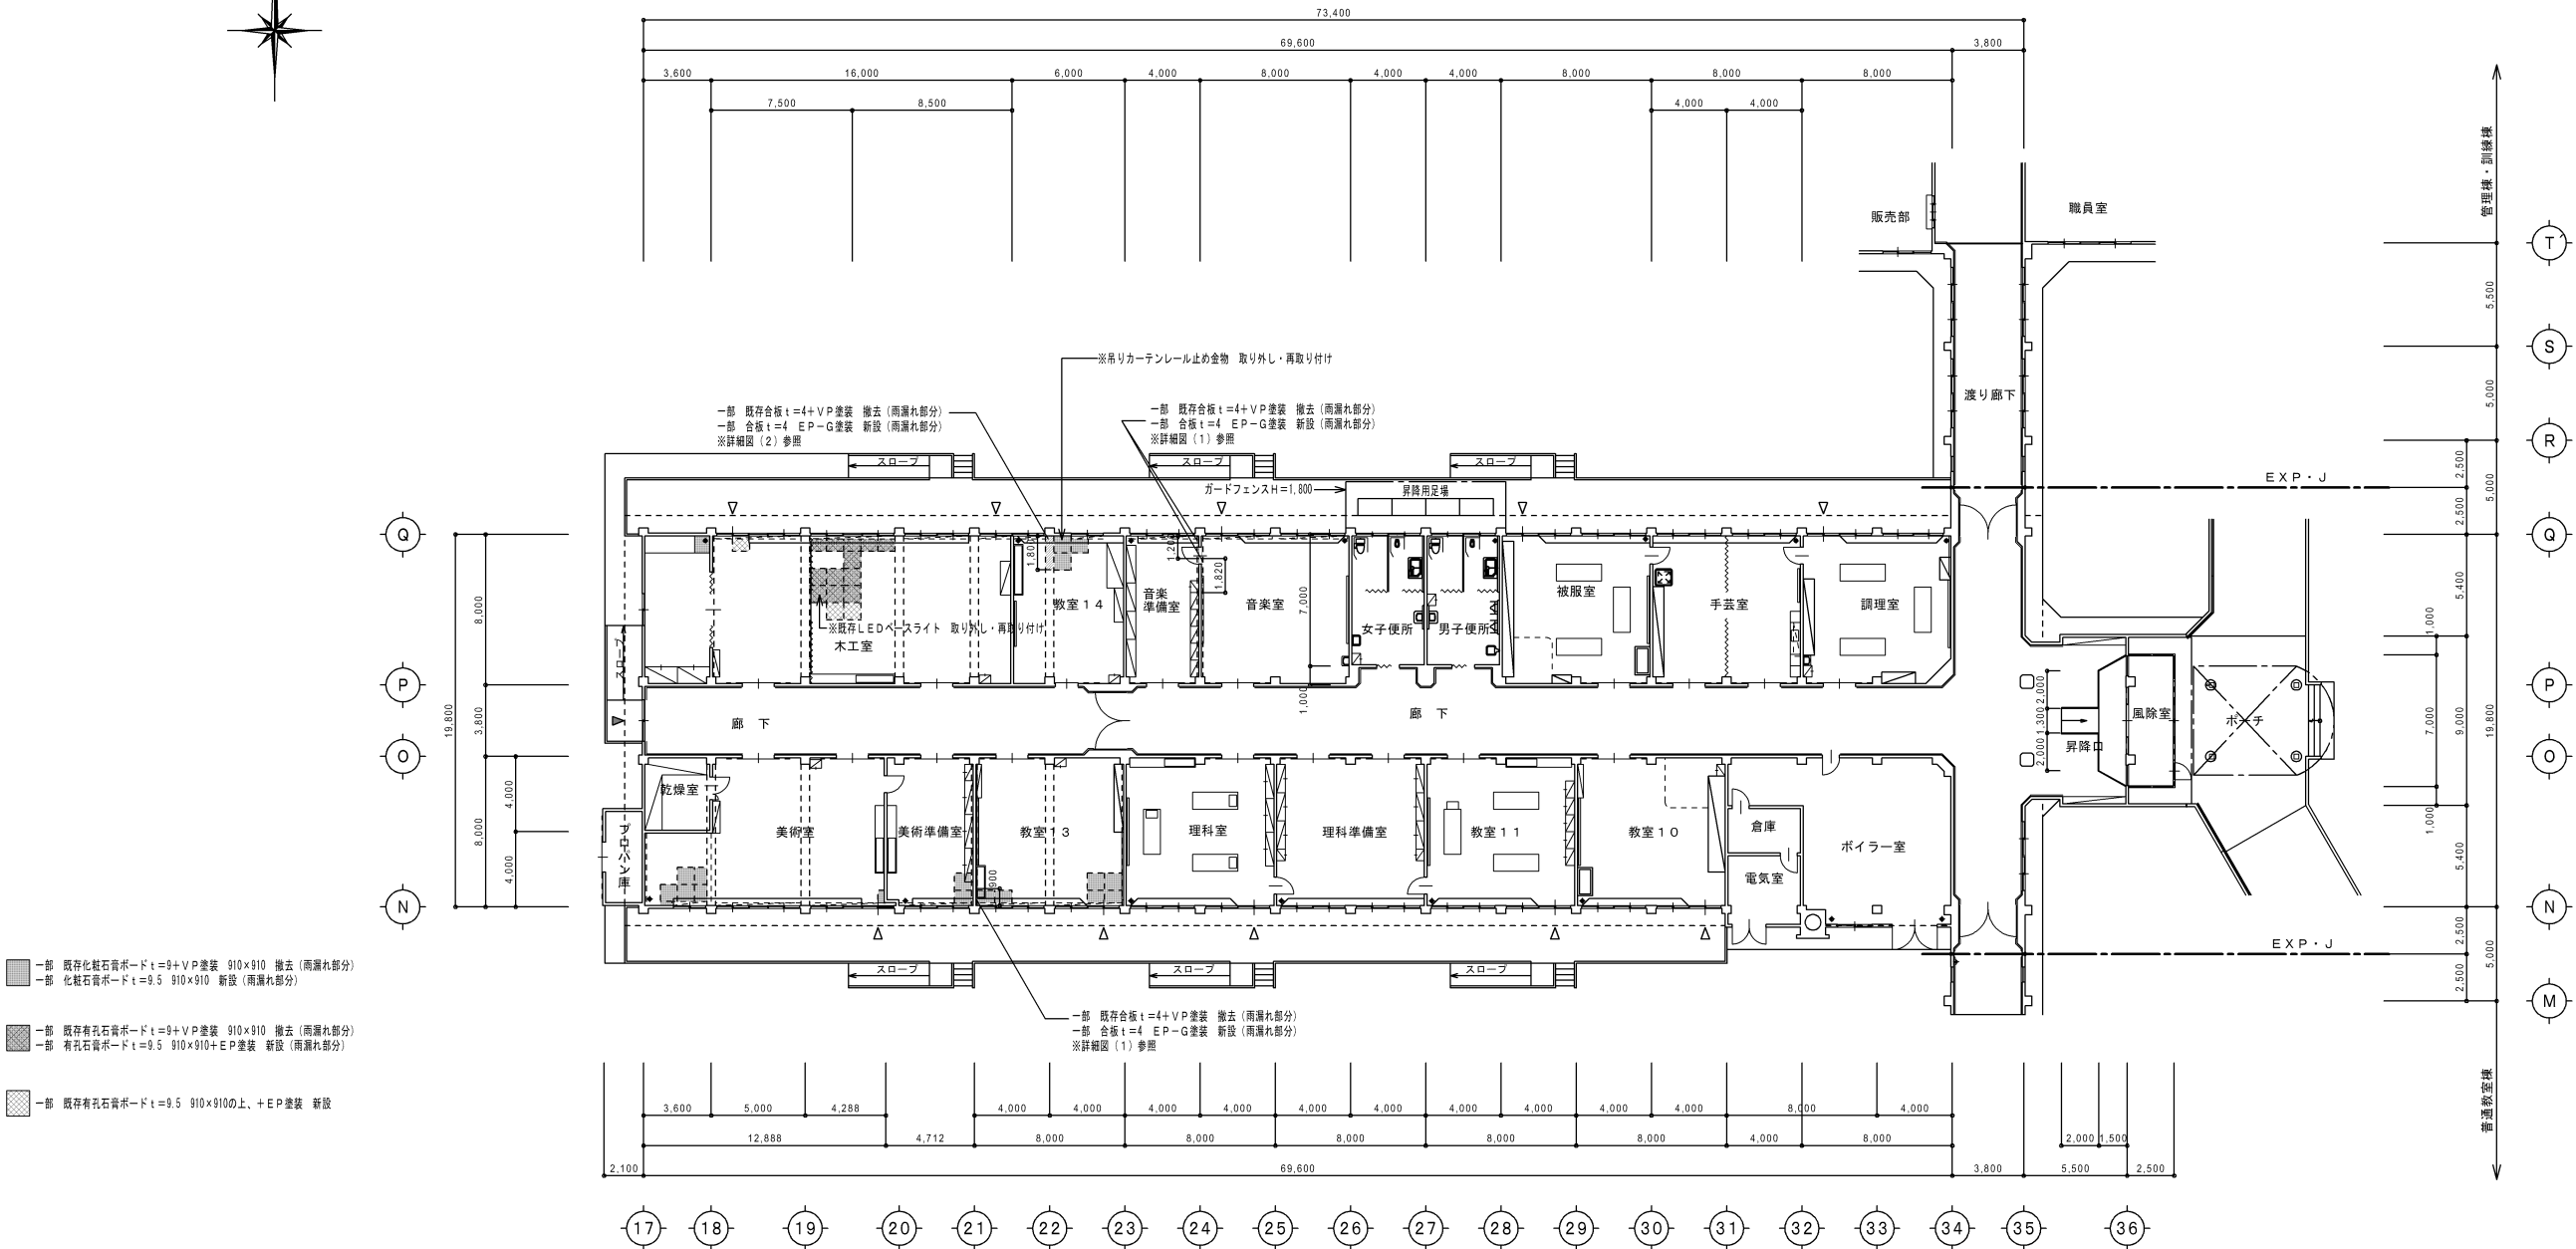 73,400
69,600
3,800
3,600
16,000
6,000
4,000
8,000
4,000
4,000
8,000
8,000
8,000
7,500
8,500
4,000
4,000
管理棟・訓練棟
販売部
職員室
T'
5,500
S
※吊りカーテンレール止め金物 取り外し・再取り付け
渡り廊下
5,000
一部 既存合板t=4+VP塗装 撤去(雨漏れ部分)
一部 合板t=4 EP-G塗装 新設(雨漏れ部分)
※詳細図(2)参照
一部 既存合板t=4+VP塗装 撤去(雨漏れ部分)
一部 合板t=4 EP-G塗装 新設(雨漏れ部分)
※詳細図(1)参照
R
スロープ
スロープ
スロープ
2,500
5,000
2,500
EXP・J
ガードフェンスH=1,800
昇降用足場
Q
Q
1,800
1,820
7,000
8,000
5,400
1,000
教室14
音楽
準備室
音楽室
女子便所
男子便所
被服室
手芸室
調理室
※既存LEDベースライト 取り外し・再取り付け
木工室
スロープ
P
P
1,000
19,800
3,800
廊 下
廊 下
2,000
1,300
2,000
昇降口
風除室
ポーチ
7,000
9,000
19,800
O
O
4,000
8,000
4,000
乾燥室
プロパン庫
美術室
美術準備室
教室13
理科室
理科準備室
教室11
教室10
倉庫
電気室
ボイラー室
1,000
5,400
900
N
N
2,500
5,000
2,500
EXP・J
スロープ
スロープ
スロープ
M
一部 既存化粧石膏ボードt=9+VP塗装 910×910 撤去(雨漏れ部分)
一部 化粧石膏ボードt=9.5 910×910 新設(雨漏れ部分)
一部 既存有孔石膏ボードt=9+VP塗装 910×910 撤去(雨漏れ部分)
一部 有孔石膏ボードt=9.5 910×910+EP塗装 新設(雨漏れ部分)
一部 既存有孔石膏ボードt=9.5 910×910の上、+EP塗装 新設
一部 既存合板t=4+VP塗装 撤去(雨漏れ部分)
一部 合板t=4 EP-G塗装 新設(雨漏れ部分)
※詳細図(1)参照
普通教室棟
3,600
5,000
4,288
4,000
4,000
4,000
4,000
4,000
4,000
4,000
4,000
4,000
4,000
8,000
4,000
12,888
4,712
8,000
8,000
8,000
8,000
8,000
4,000
8,000
2,000
1,500
2,100
69,600
3,800
5,500
2,500
17
18
19
20
21
22
23
24
25
26
27
28
29
30
31
32
33
34
35
36